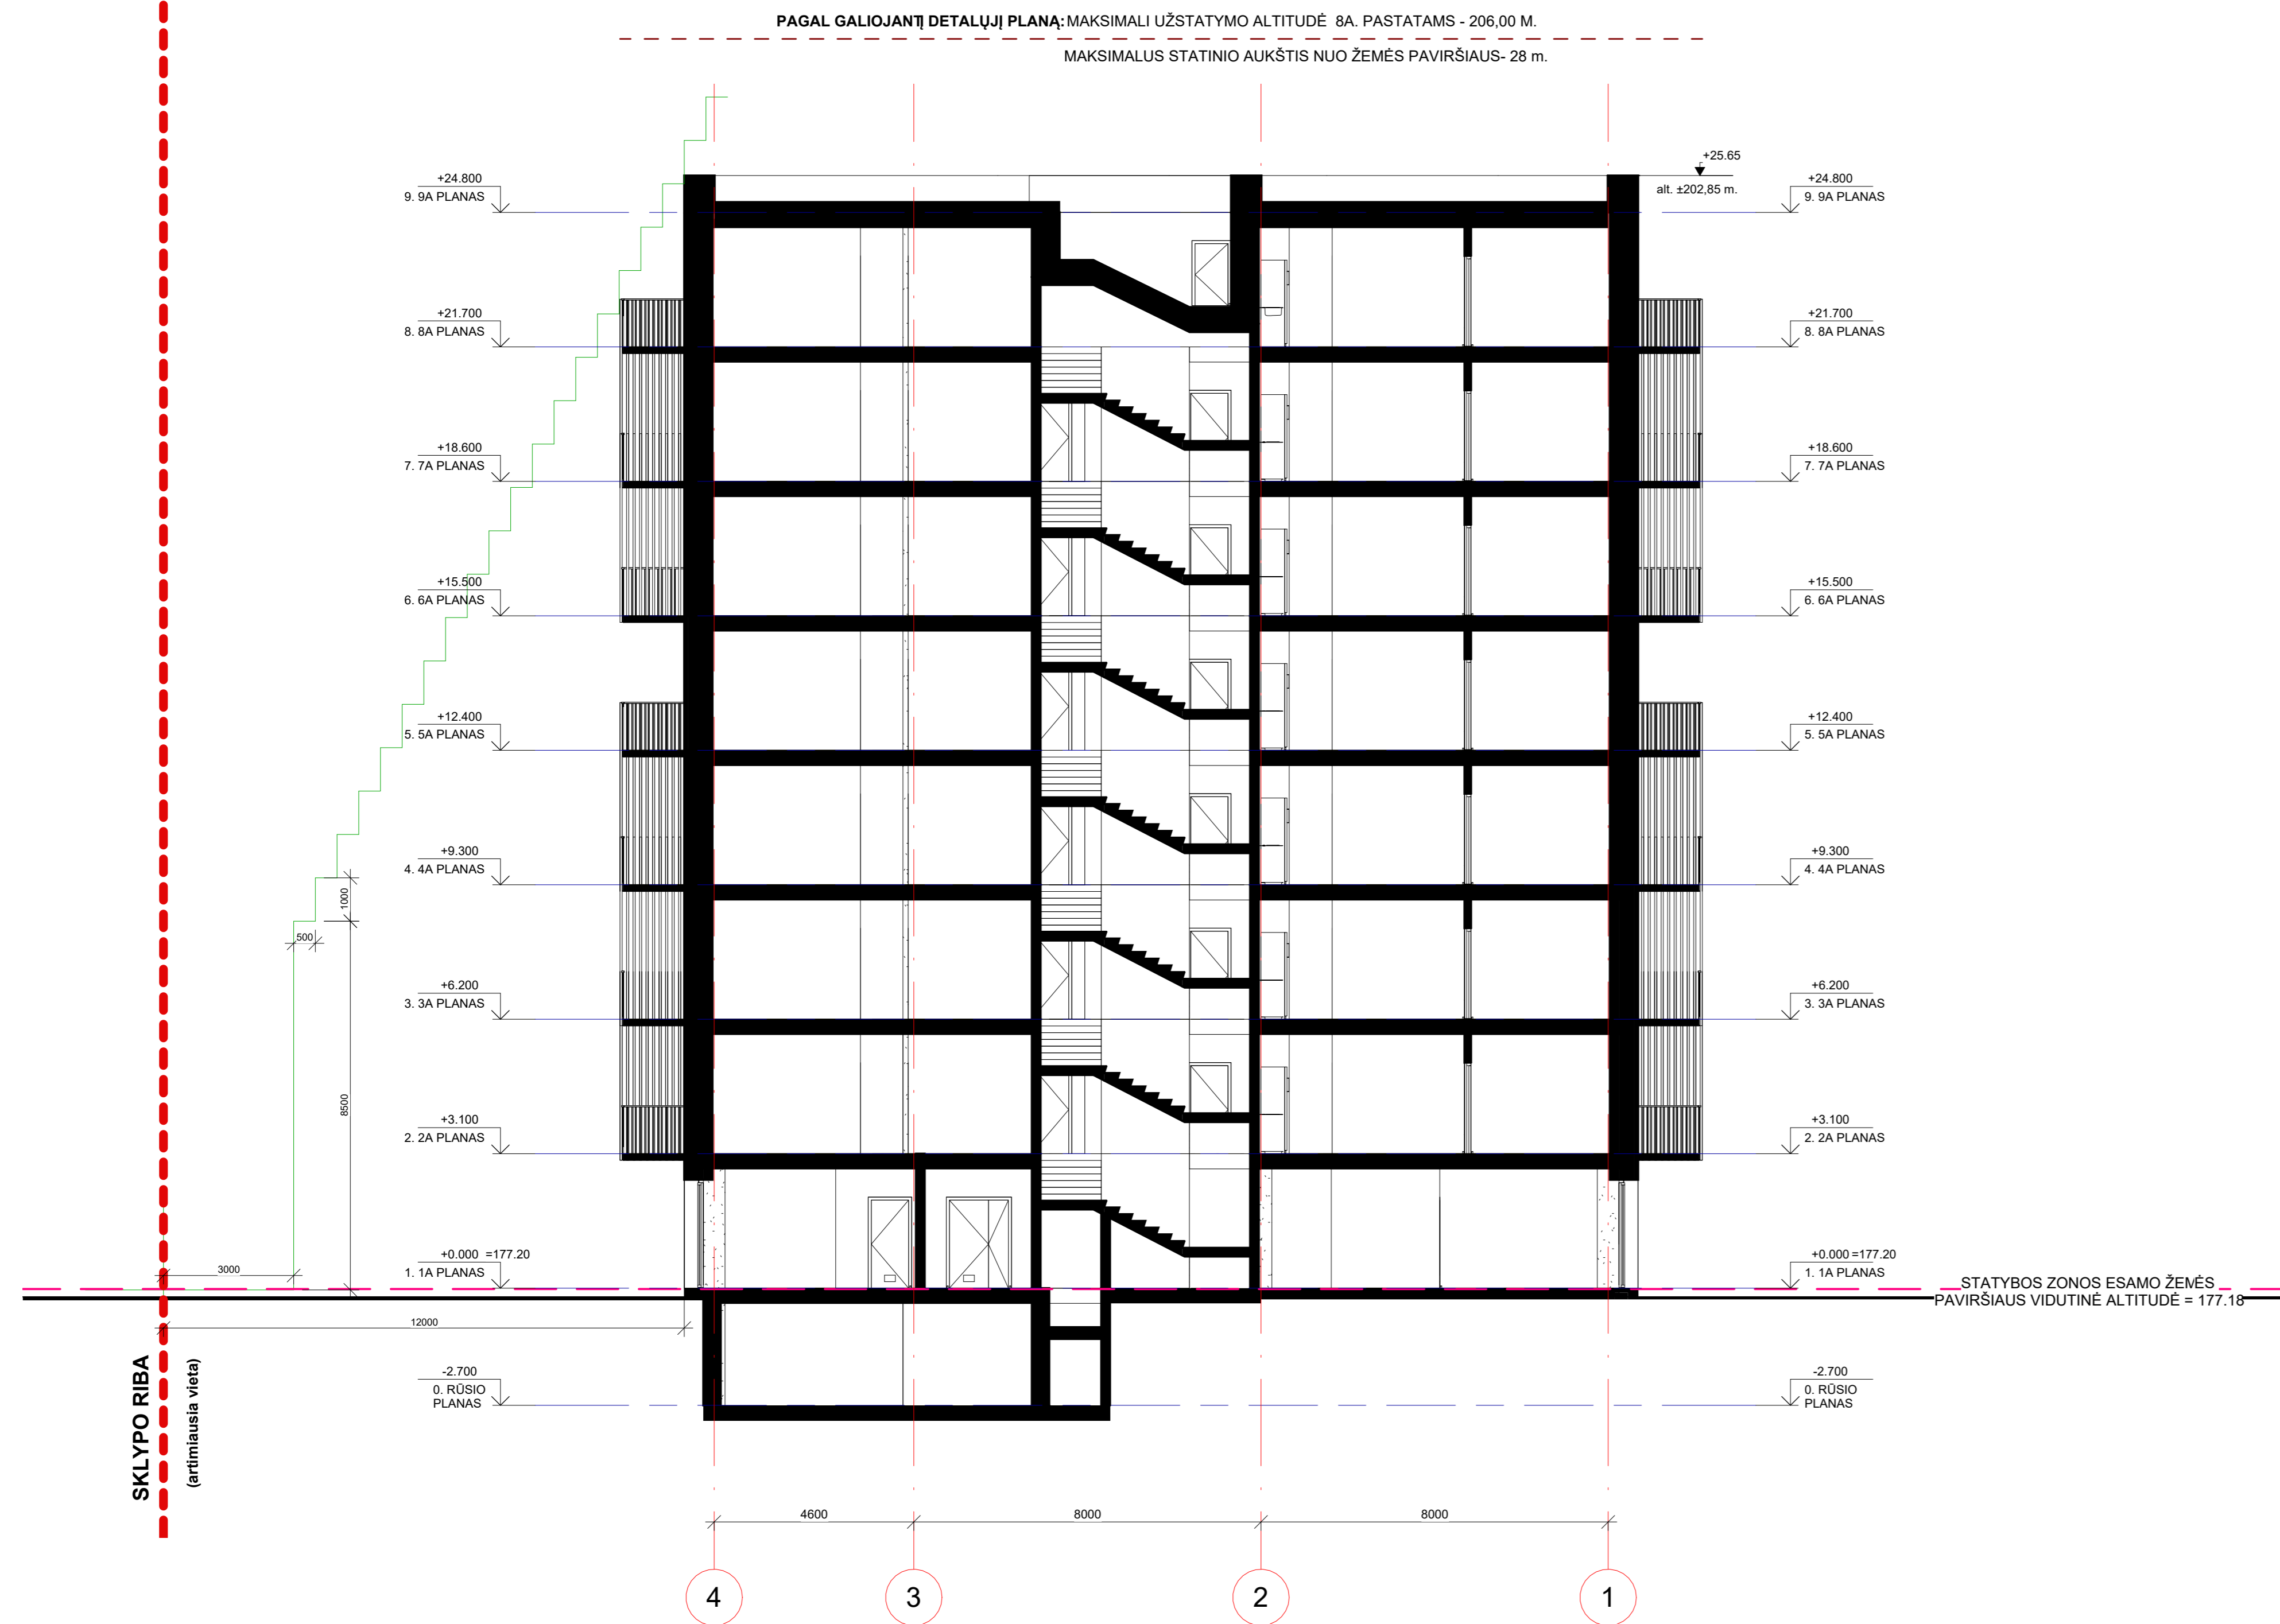 PAGAL GALIOJANTĮ DETALŲJĮ PLANĄ: MAKSIMALI UŽSTATYMO ALTITUDĖ 8A. PASTATAMS - 206,00 M.
MAKSIMALUS STATINIO AUKŠTIS NUO ŽEMĖS PAVIRŠIAUS- 28 m.
+25.65
alt. ±202,85 m.
+24.800
9. 9A PLANAS
+24.800
9. 9A PLANAS
+21.700
8. 8A PLANAS
+21.700
8. 8A PLANAS
+18.600
7. 7A PLANAS
+18.600
7. 7A PLANAS
+15.500
6. 6A PLANAS
+15.500
6. 6A PLANAS
+12.400
5. 5A PLANAS
+12.400
5. 5A PLANAS
+9.300
4. 4A PLANAS
+9.300
4. 4A PLANAS
1000
500
+6.200
3. 3A PLANAS
+6.200
3. 3A PLANAS
8500
+3.100
2. 2A PLANAS
+3.100
2. 2A PLANAS
+0.000 =177.20
1. 1A PLANAS
+0.000 =177.20
1. 1A PLANAS
3000
STATYBOS ZONOS ESAMO ŽEMĖS
PAVIRŠIAUS VIDUTINĖ ALTITUDĖ = 177.18
12000
SKLYPO RIBA
(artimiausia vieta)
-2.700
0. RŪSIO
PLANAS
-2.700
0. RŪSIO
PLANAS
4600
8000
8000
4
3
2
1